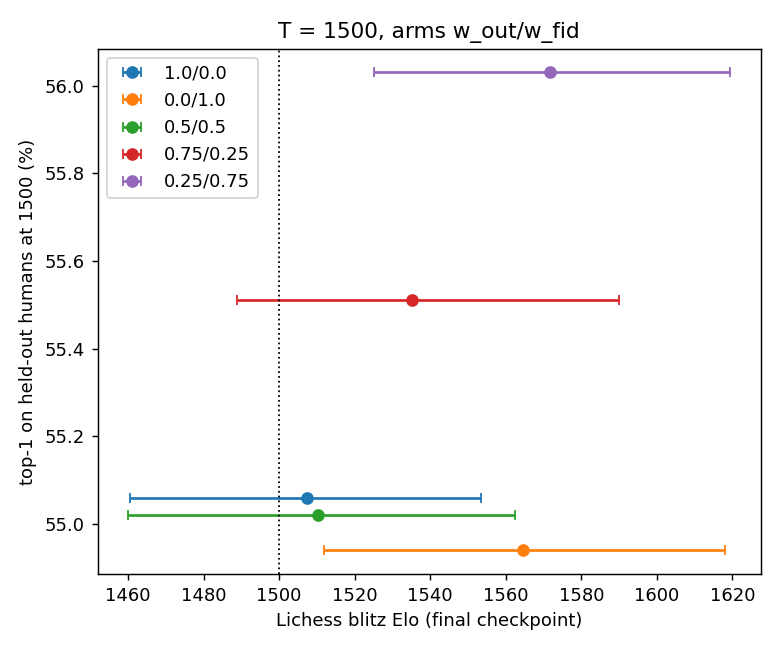 T = 1500, arms w_out/w_fid
1.0/0.0
0.0/1.0
0.5/0.5
0.75/0.25
0.25/0.75
56.0
55.8
55.6
55.4
55.2
55.0
top-1 on held-out humans at 1500 (%)
1460 1480 1500 1520 1540 1560 1580 1600 1620
Lichess blitz Elo (final checkpoint)